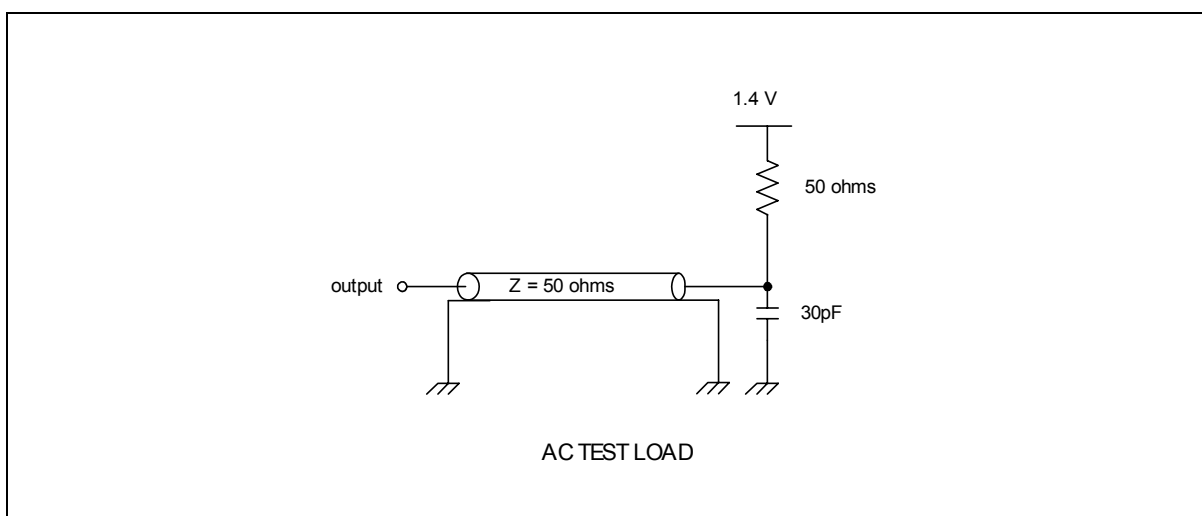 1.4 V
50 ohms
output
Z = 50 ohms
30pF
AC TEST LOAD